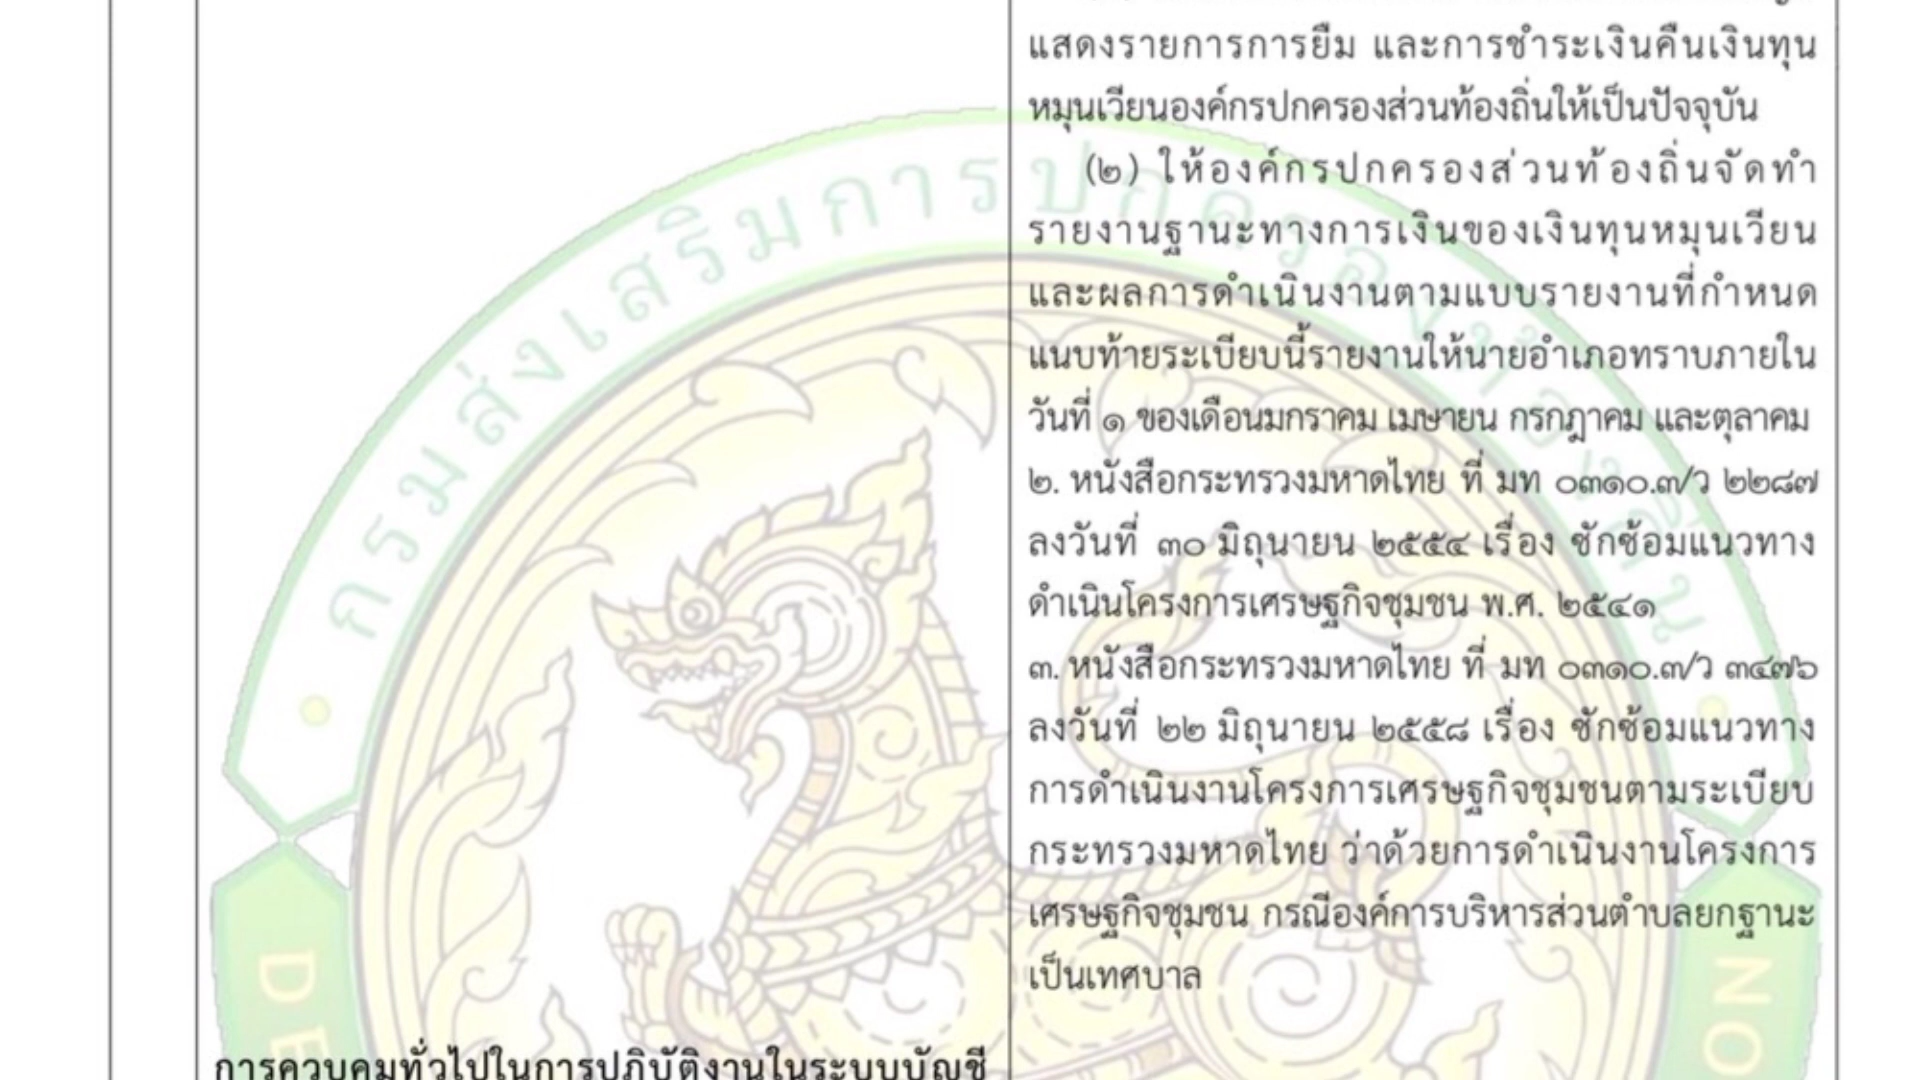 แสดงรายการการยืม และการชำระเงินคืนเงินทุน
หมุนเวียนองค์กรปกครองส่วนท้องถิ่นให้เป็นปัจจุบัน
(๒) ให้องค์กรปกครองส่วนท้องถิ่นจัดทำ
รายงานฐานะทางการเงินของเงินทุนหมุนเวียน
และผลการดำเนินงานตามแบบรายงานที่กำหนด
แนบท้ายระเบียบนี้รายงานให้นายอำเภอทราบภายใน
วันที่ ๑ ของเดือนมกราคม เมษายน กรกฎาคม และตุลาคม
๒. หนังสือกระทรวงมหาดไทย ที่ มท ๐๓๑๐.๓/ว ๒๒๘๗
ลงวันที่ ๓๐ มิถุนายน ๒๕๕๔ เรื่อง ซักซ้อมแนวทาง
ดำเนินโครงการเศรษฐกิจชุมชน พ.ศ. ๒๕๔๑
๓. หนังสือกระทรวงมหาดไทย ที่ มท ๐๓๑๐.๓/ว ๓๔๗๖
ลงวันที่ ๒๒ มิถุนายน ๒๕๕๘ เรื่อง ซักซ้อมแนวทาง
การดำเนินงานโครงการเศรษฐกิจชุมชนตามระเบียบ
กระทรวงมหาดไทย ว่าด้วยการดำเนินงานโครงการ
เศรษฐกิจชุมชน กรณีองค์การบริหารส่วนตำบลยกฐานะ
เป็นเทศบาล
การควบคุมทั่วไปในการปฏิบัติงานในระบบบัญชี
กรมส่งเสริมการปกครองท้องถิ่น